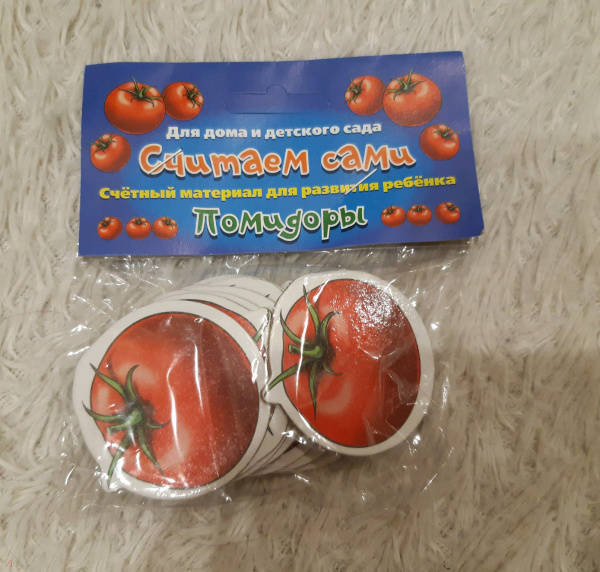 Для дома и детского сада
Считаем сами
Счётный материал для развития ребёнка
Помидоры